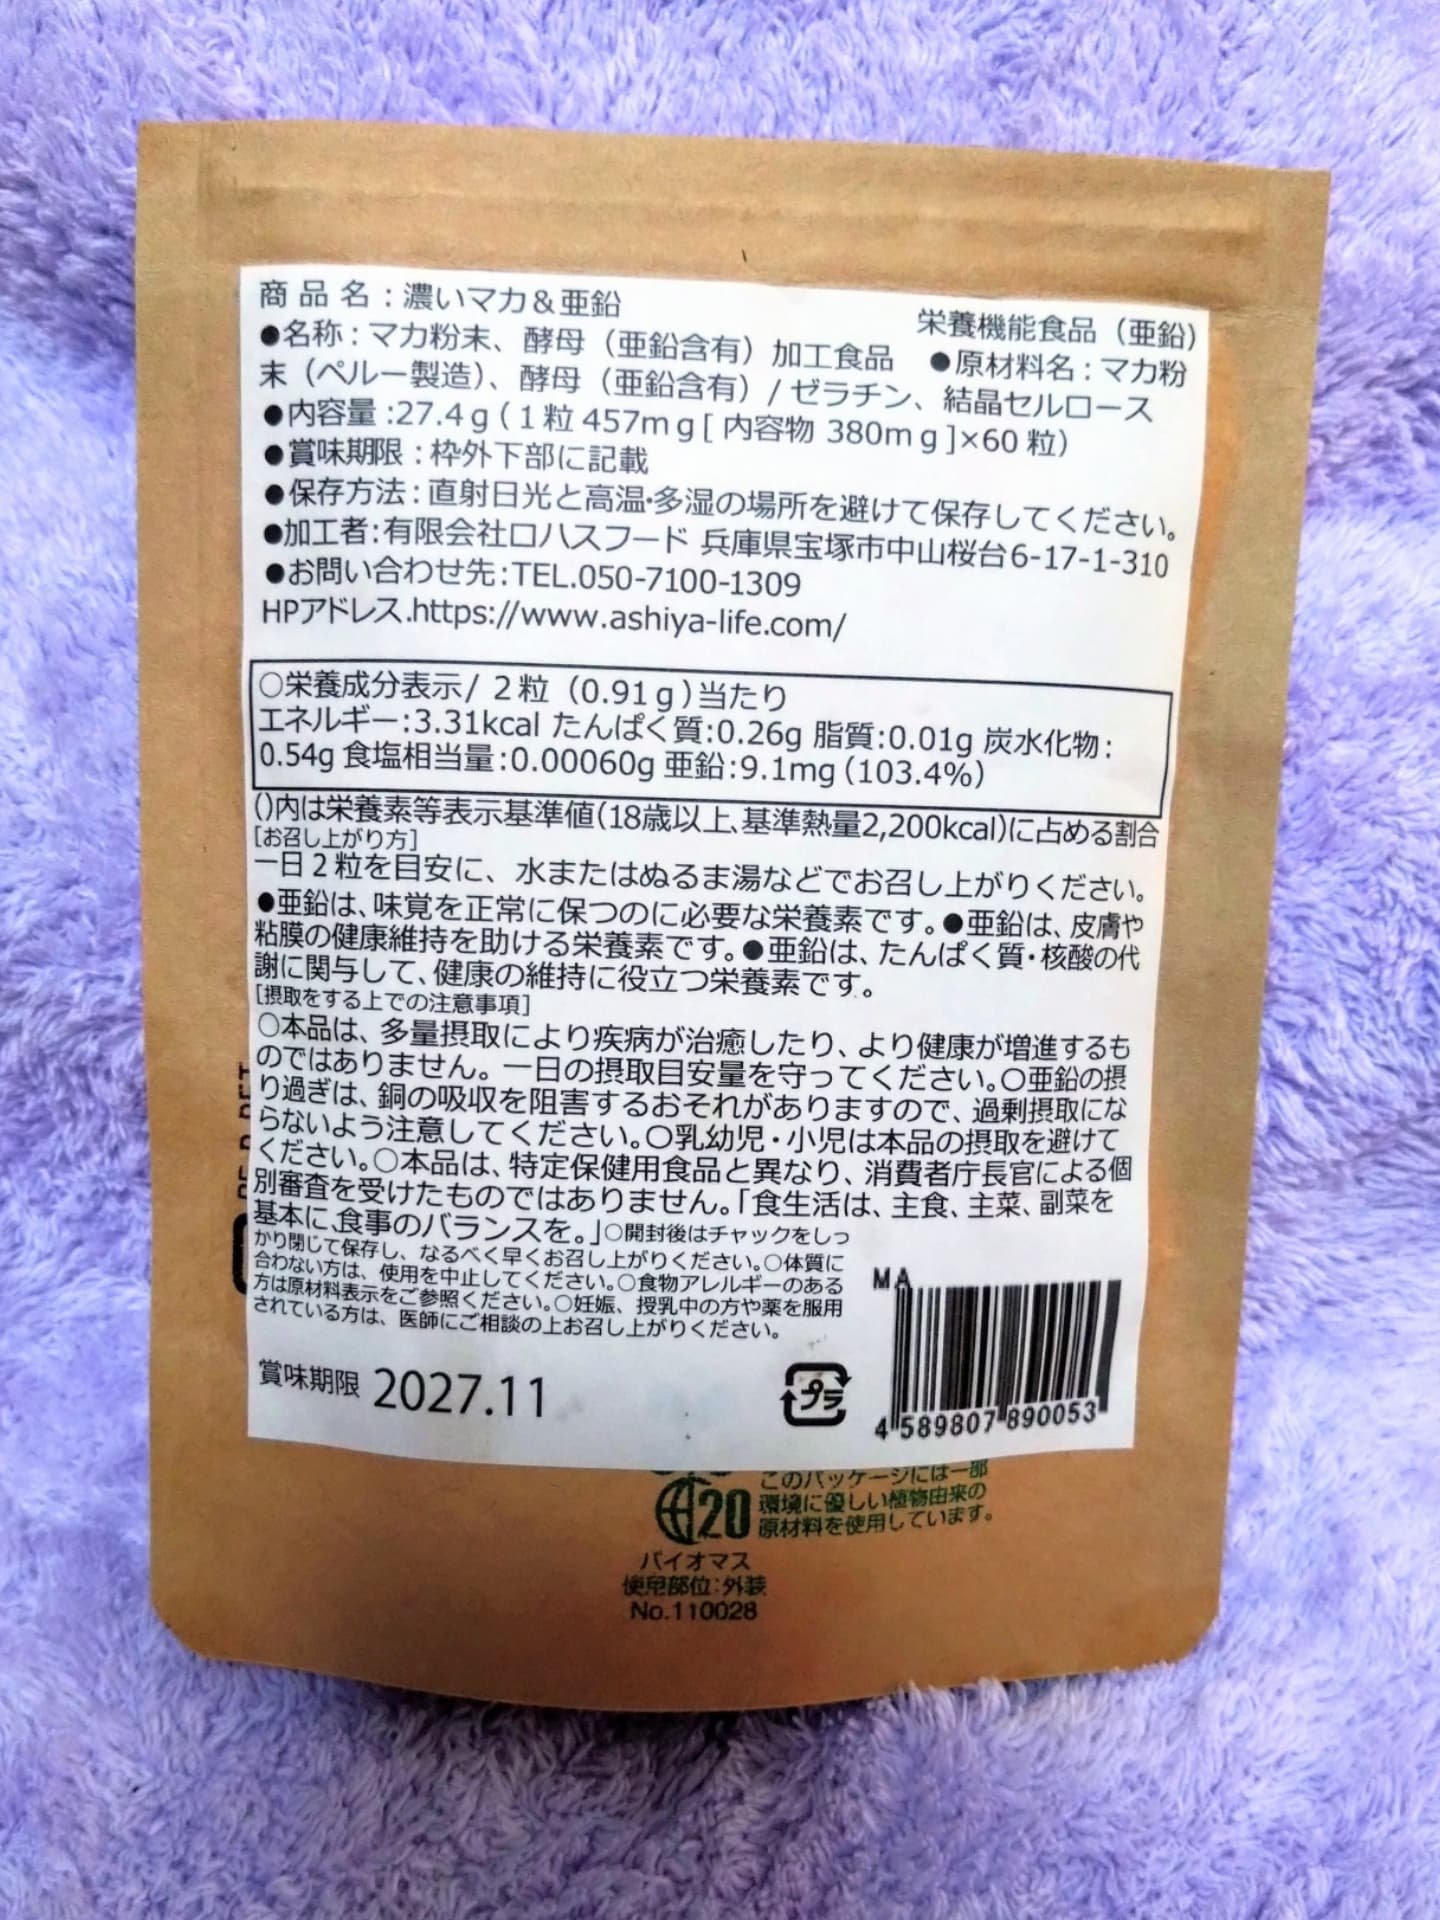 商品名：濃いマカ＆亜鉛
栄養機能食品（亜鉛）
●名称：マカ粉末、酵母（亜鉛含有）加工食品　●原材料名：マカ粉
末（ペルー製造）、酵母（亜鉛含有）/ ゼラチン、結晶セルロース
●内容量:27.4ｇ(１粒 457mｇ[ 内容物 380mｇ]×60 粒)
●賞味期限：枠外下部に記載
●保存方法：直射日光と高温・多湿の場所を避けて保存してください。
●加工者：有限会社ロハスフード 兵庫県宝塚市中山桜台6-17-1-310
●お問い合わせ先：TEL.050-7100-1309
HPアドレス.https://www.ashiya-life.com/
○栄養成分表示/ ２粒（0.91ｇ)当たり
エネルギー：3.31kcal たんぱく質:0.26g 脂質:0.01g 炭水化物：
0.54g 食塩相当量：0.00060g 亜鉛:9.1mg（103.4%）
()内は栄養素等表示基準値(18歳以上、基準熱量2,200kcal)に占める割合
[お召し上がり方]
一日２粒を目安に、水またはぬるま湯などでお召し上がりください。
●亜鉛は、味覚を正常に保つのに必要な栄養素です。●亜鉛は、皮膚や
粘膜の健康維持を助ける栄養素です。●亜鉛は、たんぱく質・核酸の代
謝に関与して、健康の維持に役立つ栄養素です。
[摂取をする上での注意事項]
○本品は、多量摂取により疾病が治癒したり、より健康が増進するも
のではありません。一日の摂取目安量を守ってください。○亜鉛の摂
り過ぎは、銅の吸収を阻害するおそれがありますので、過剰摂取にな
らないよう注意してください。○乳幼児・小児は本品の摂取を避けて
ください。○本品は、特定保健用食品と異なり、消費者庁長官による個
別審査を受けたものではありません。「食生活は、主食、主菜、副菜を
基本に、食事のバランスを。」○開封後はチャックをしっ
かり閉じて保存し、なるべく早くお召し上がりください。○体質に
合わない方は、使用を中止してください。○食物アレルギーのある
方は原材料表示をご参照ください。○妊娠、授乳中の方や薬を服用
されている方は、医師にご相談の上お召し上がりください。
MA
賞味期限 2027.11
プラ
4 589807 890053
このパッケージには一部
環境に優しい植物由来の
原材料を使用しています。
20
バイオマス
使用部位：外装
No.110028